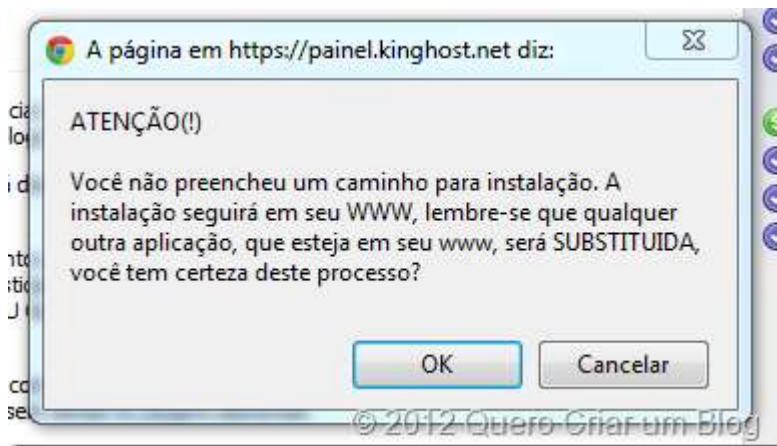 A página em https://painel.kinghost.net diz:
ATENÇÃO(!)
Você não preencheu um caminho para instalação. A
instalação seguirá em seu WWW, lembre-se que qualquer
outra aplicação, que esteja em seu www, será SUBSTITUIDA,
você tem certeza deste processo?
OK
Cancelar
© 2012 Quero Criar um Blog